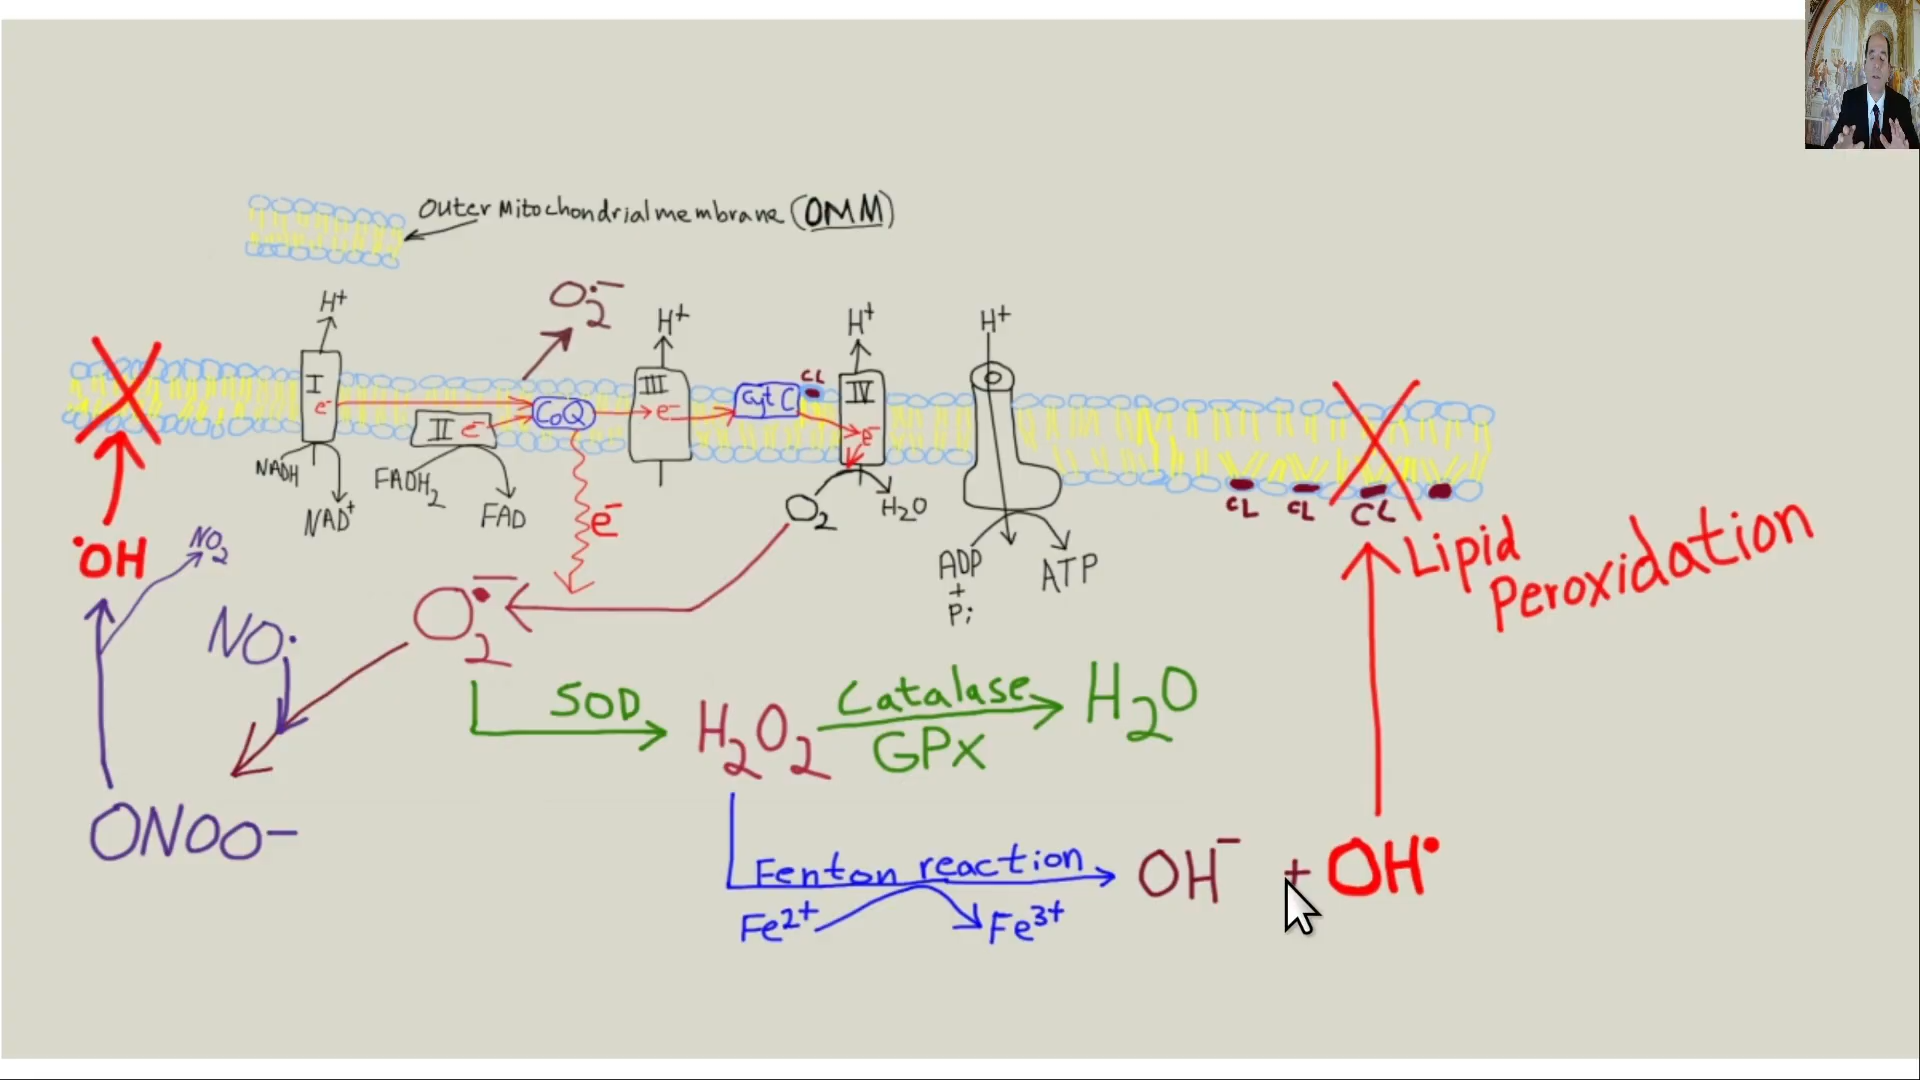 Outer Mitochondrial membrane (OMM)
O₂•⁻
H⁺
H⁺
H⁺
H⁺
I
e⁻
II e⁻
CoQ
III
e⁻
Cyt C
CL
IV
e⁻
NADH
NAD⁺
FADH₂
FAD
e⁻
O₂
H₂O
ADP
+
Pi
ATP
CL
CL
CL
Lipid
Peroxidation
•OH
NO₂
NO•
O₂•⁻
SOD
H₂O₂
Catalase
GPX
H₂O
ONOO–
Fenton reaction
Fe²⁺
Fe³⁺
OH⁻ + OH•